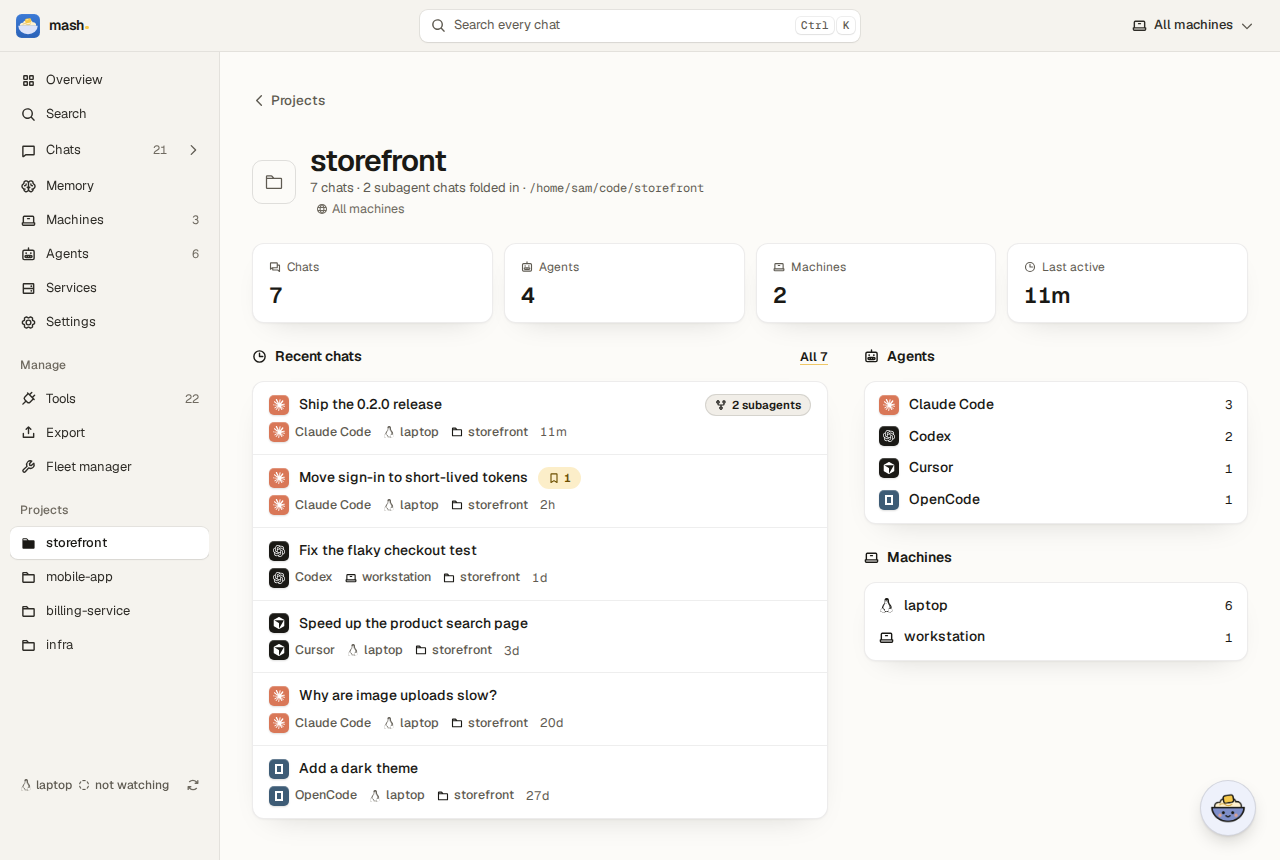 mash.
Search every chat
Ctrl K
All machines
Overview
Search
Chats 21
Memory
Machines 3
Agents 6
Services
Settings
Manage
Tools 22
Export
Fleet manager
Projects
storefront
mobile-app
billing-service
infra
laptop not watching
Projects
storefront
7 chats · 2 subagent chats folded in · /home/sam/code/storefront
All machines
Chats
7
Agents
4
Machines
2
Last active
11m
Recent chats
All 7
Ship the 0.2.0 release 2 subagents
Claude Code laptop storefront 11m
Move sign-in to short-lived tokens 1
Claude Code laptop storefront 2h
Fix the flaky checkout test
Codex workstation storefront 1d
Speed up the product search page
Cursor laptop storefront 3d
Why are image uploads slow?
Claude Code laptop storefront 20d
Add a dark theme
OpenCode laptop storefront 27d
Agents
Claude Code 3
Codex 2
Cursor 1
OpenCode 1
Machines
laptop 6
workstation 1